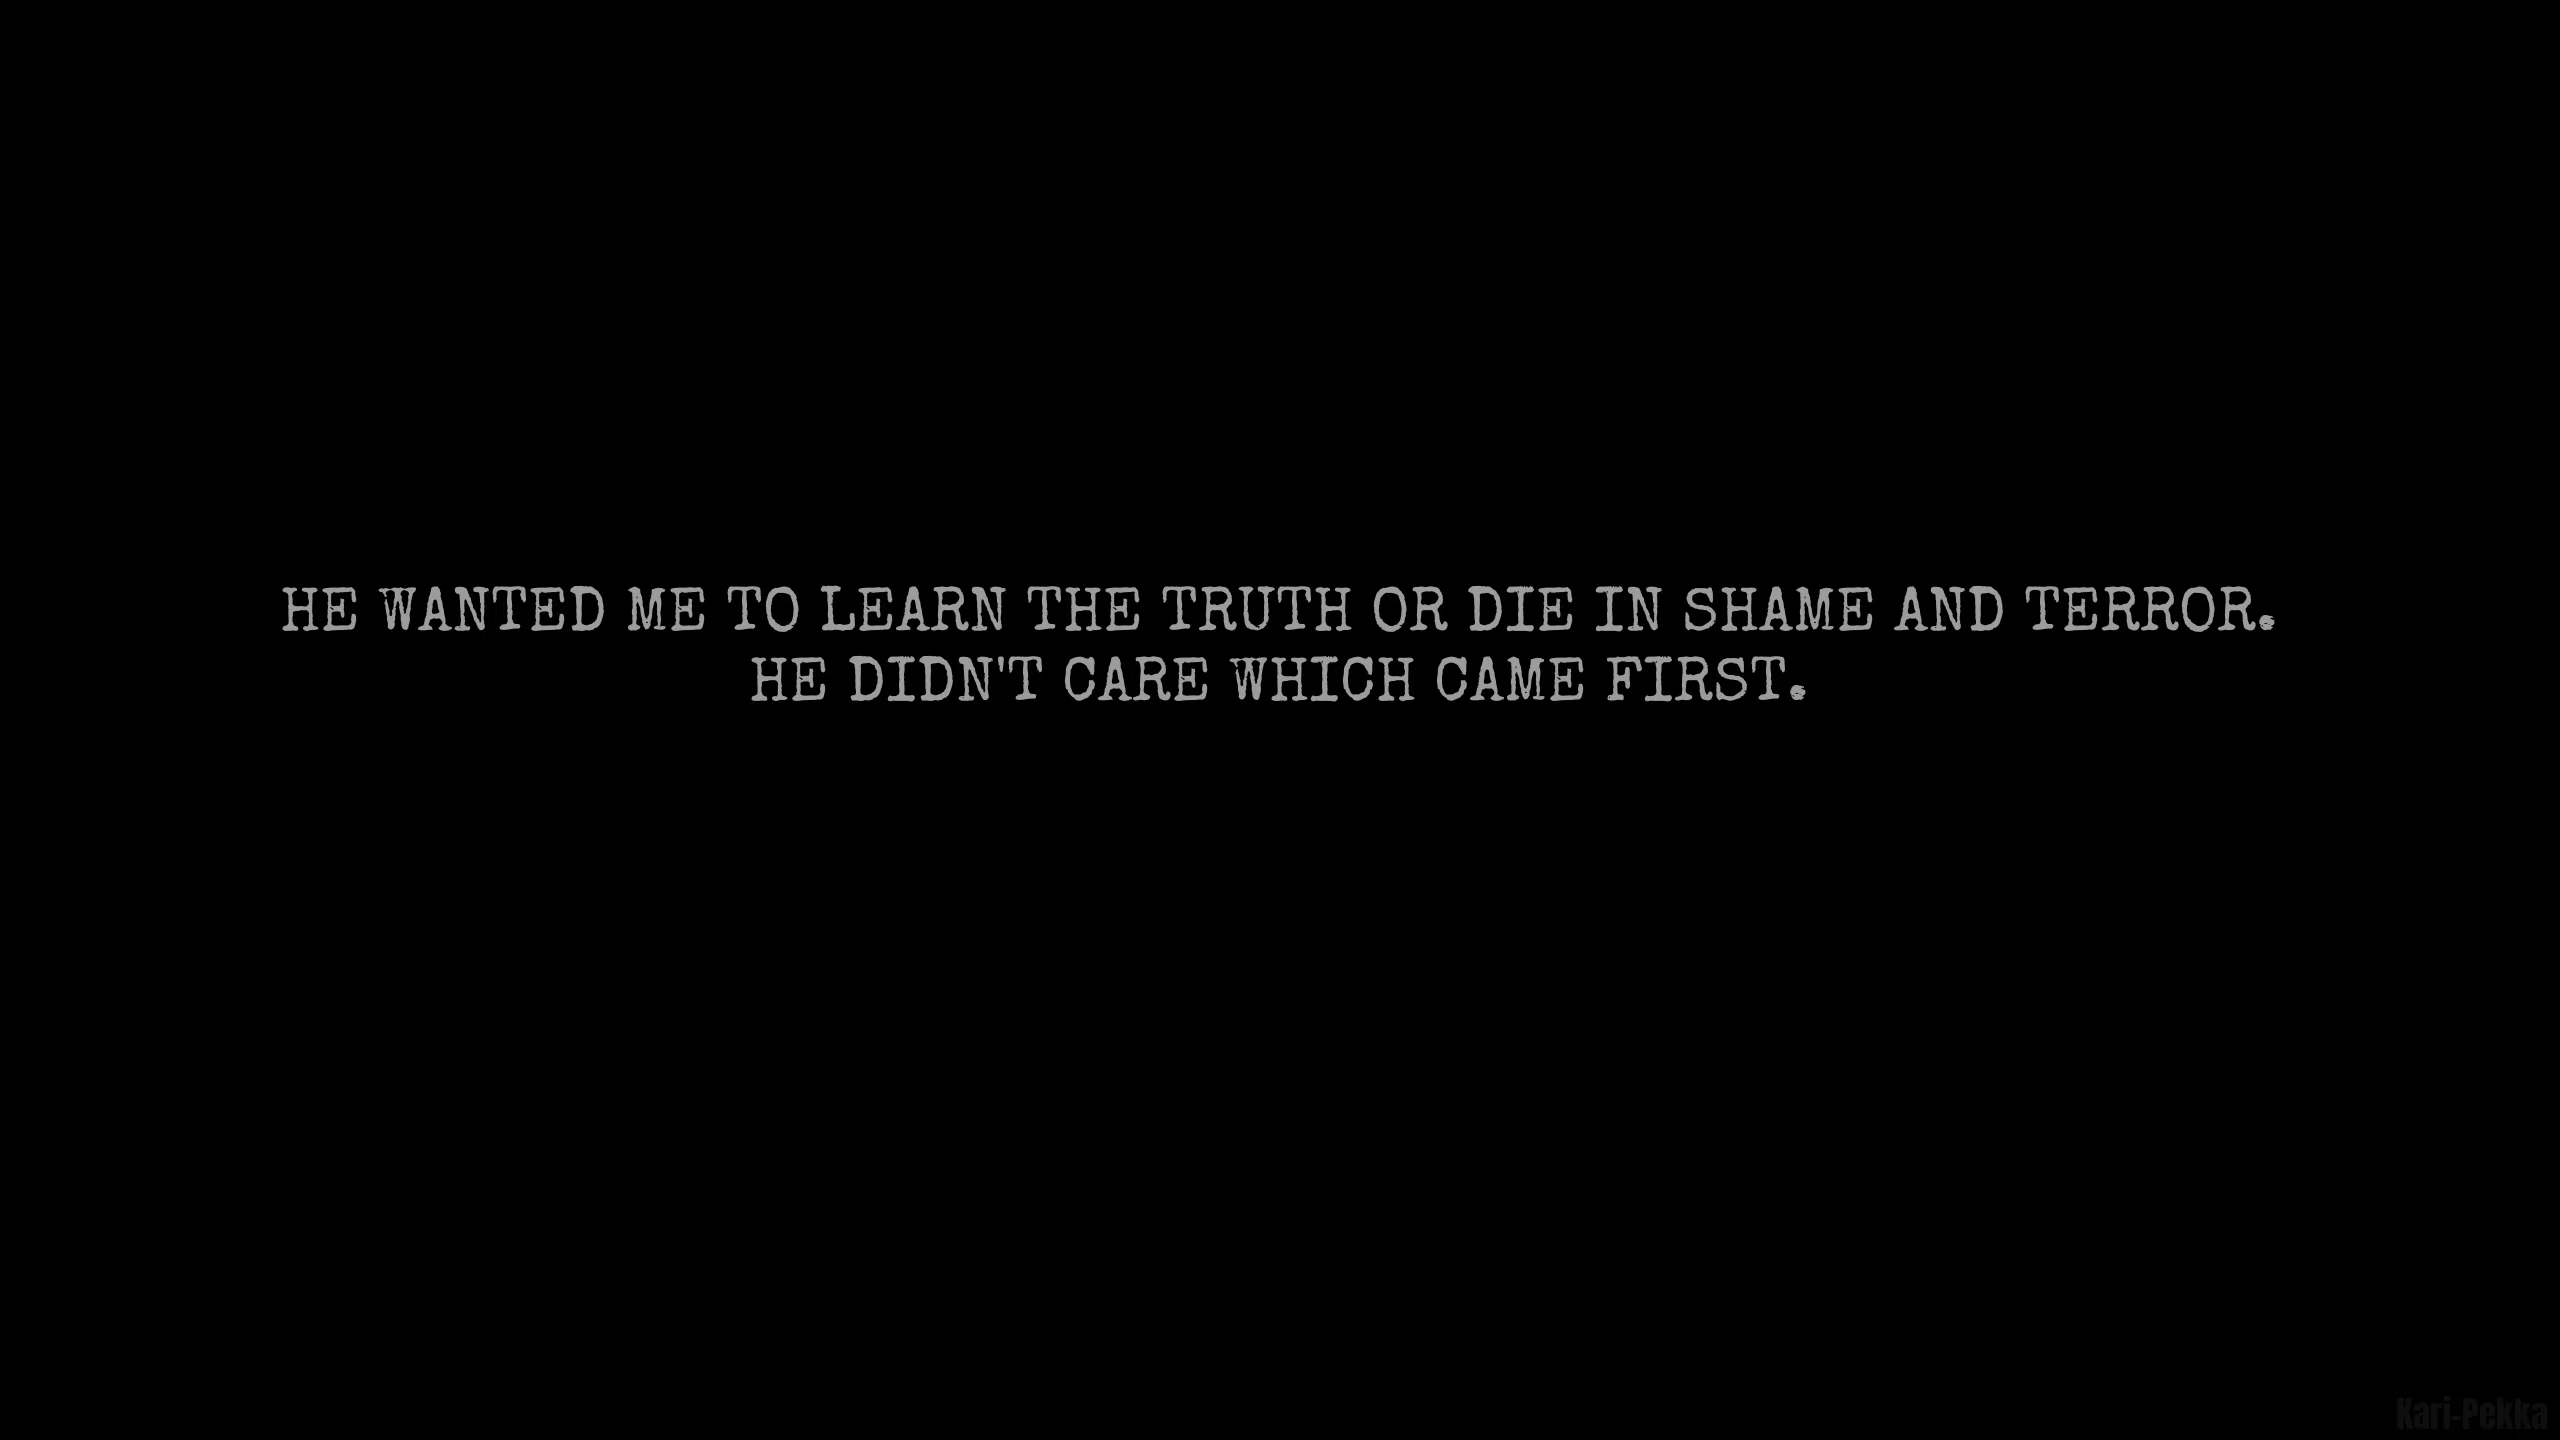 HE WANTED ME TO LEARN THE TRUTH OR DIE IN SHAME AND TERROR.
HE DIDN'T CARE WHICH CAME FIRST.
Kari-Pekka